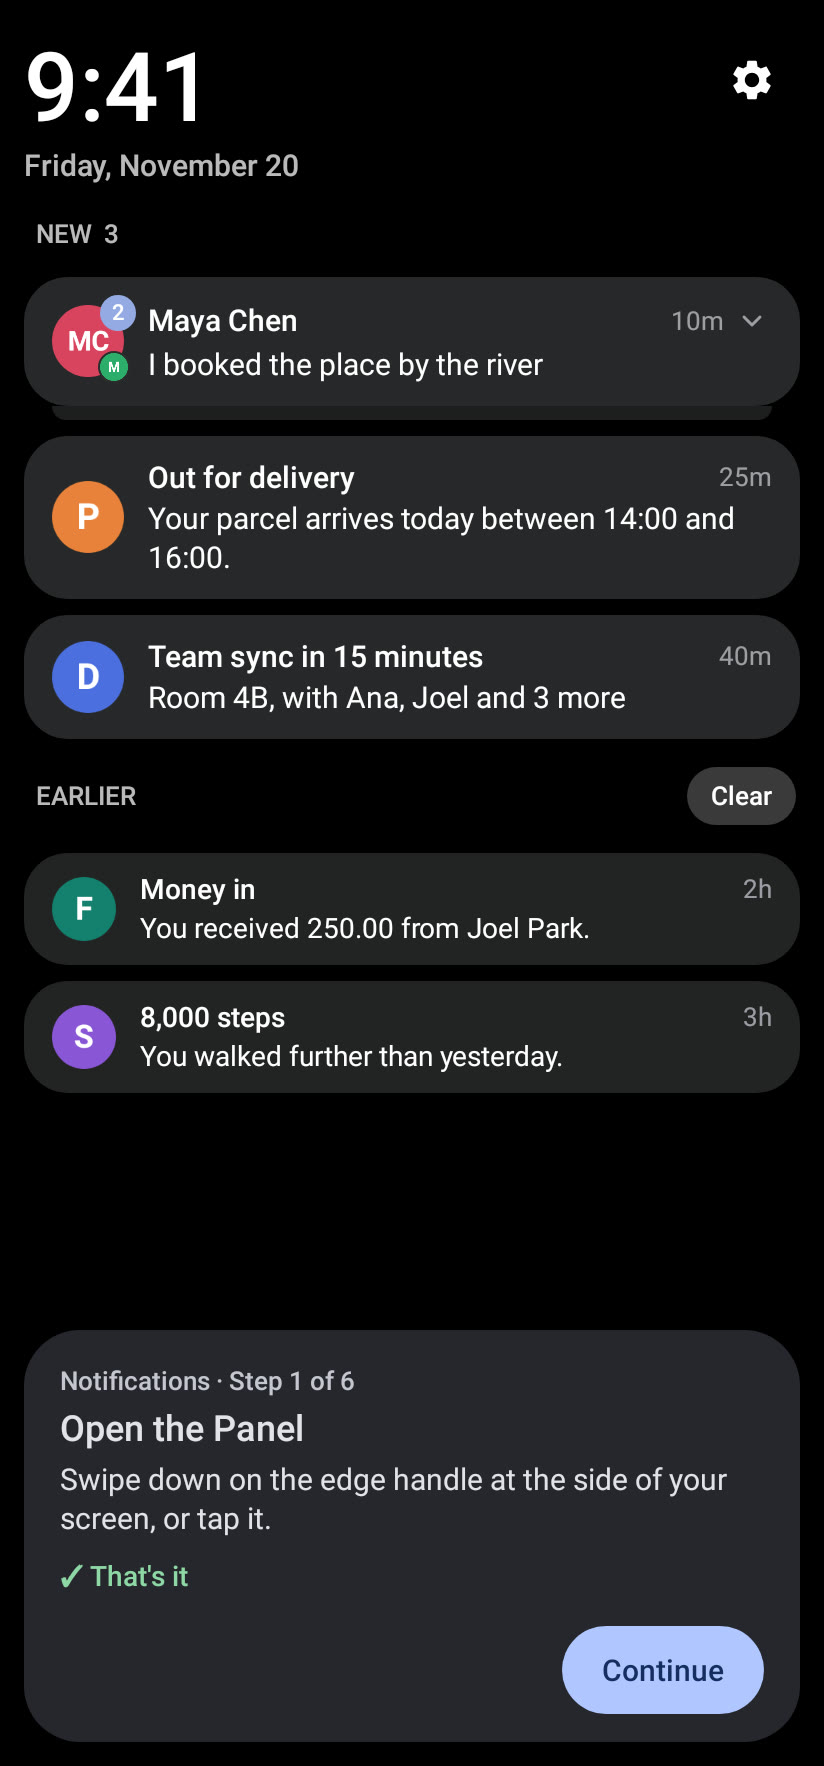 9:41
Friday, November 20
NEW 3
MC
2
M
Maya Chen
10m
I booked the place by the river
P
Out for delivery
25m
Your parcel arrives today between 14:00 and
16:00.
D
Team sync in 15 minutes
40m
Room 4B, with Ana, Joel and 3 more
EARLIER
Clear
F
Money in
2h
You received 250.00 from Joel Park.
S
8,000 steps
3h
You walked further than yesterday.
Notifications · Step 1 of 6
Open the Panel
Swipe down on the edge handle at the side of your
screen, or tap it.
✓ That's it
Continue